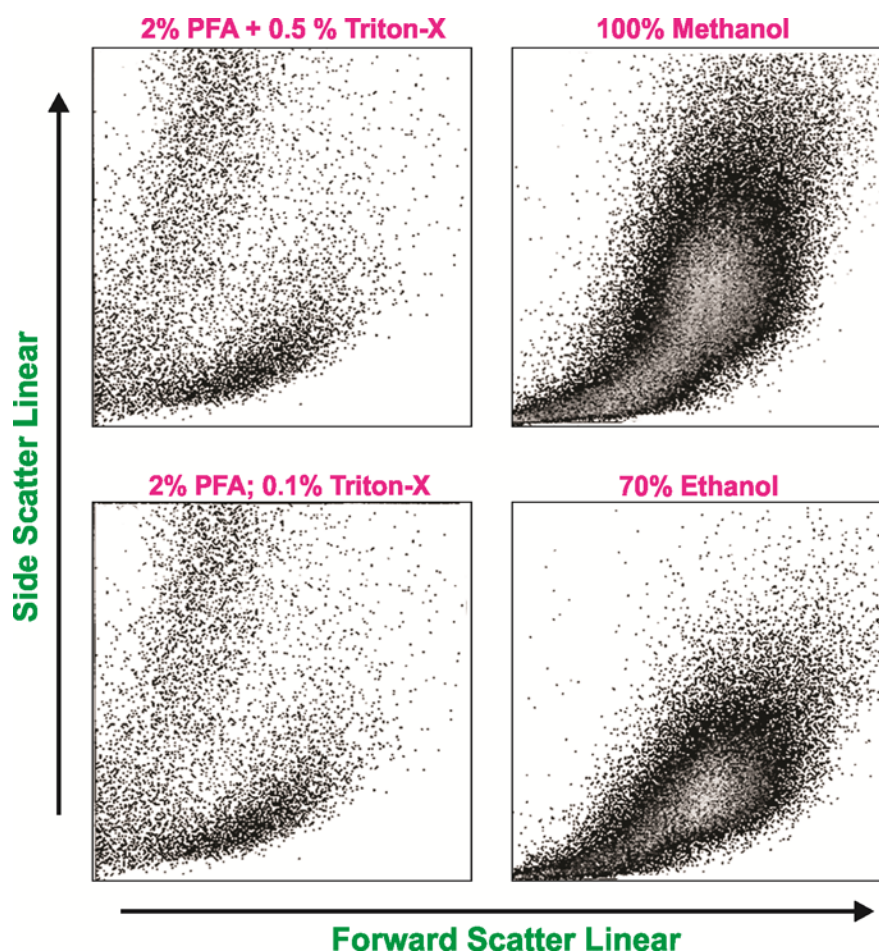 2% PFA + 0.5 % Triton-X
100% Methanol
2% PFA; 0.1% Triton-X
70% Ethanol
Side Scatter Linear
Forward Scatter Linear